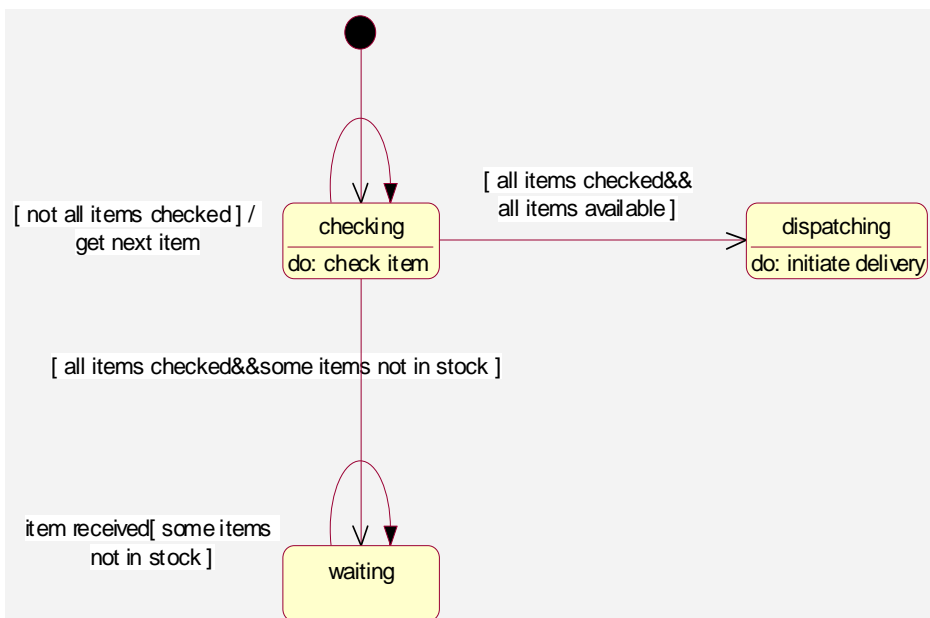 [ all items checked&&
all items available ]
[ not all items checked ] /
get next item
checking
do: check item
dispatching
do: initiate delivery
[ all items checked&&some items not in stock ]
item received[ some items
not in stock ]
waiting